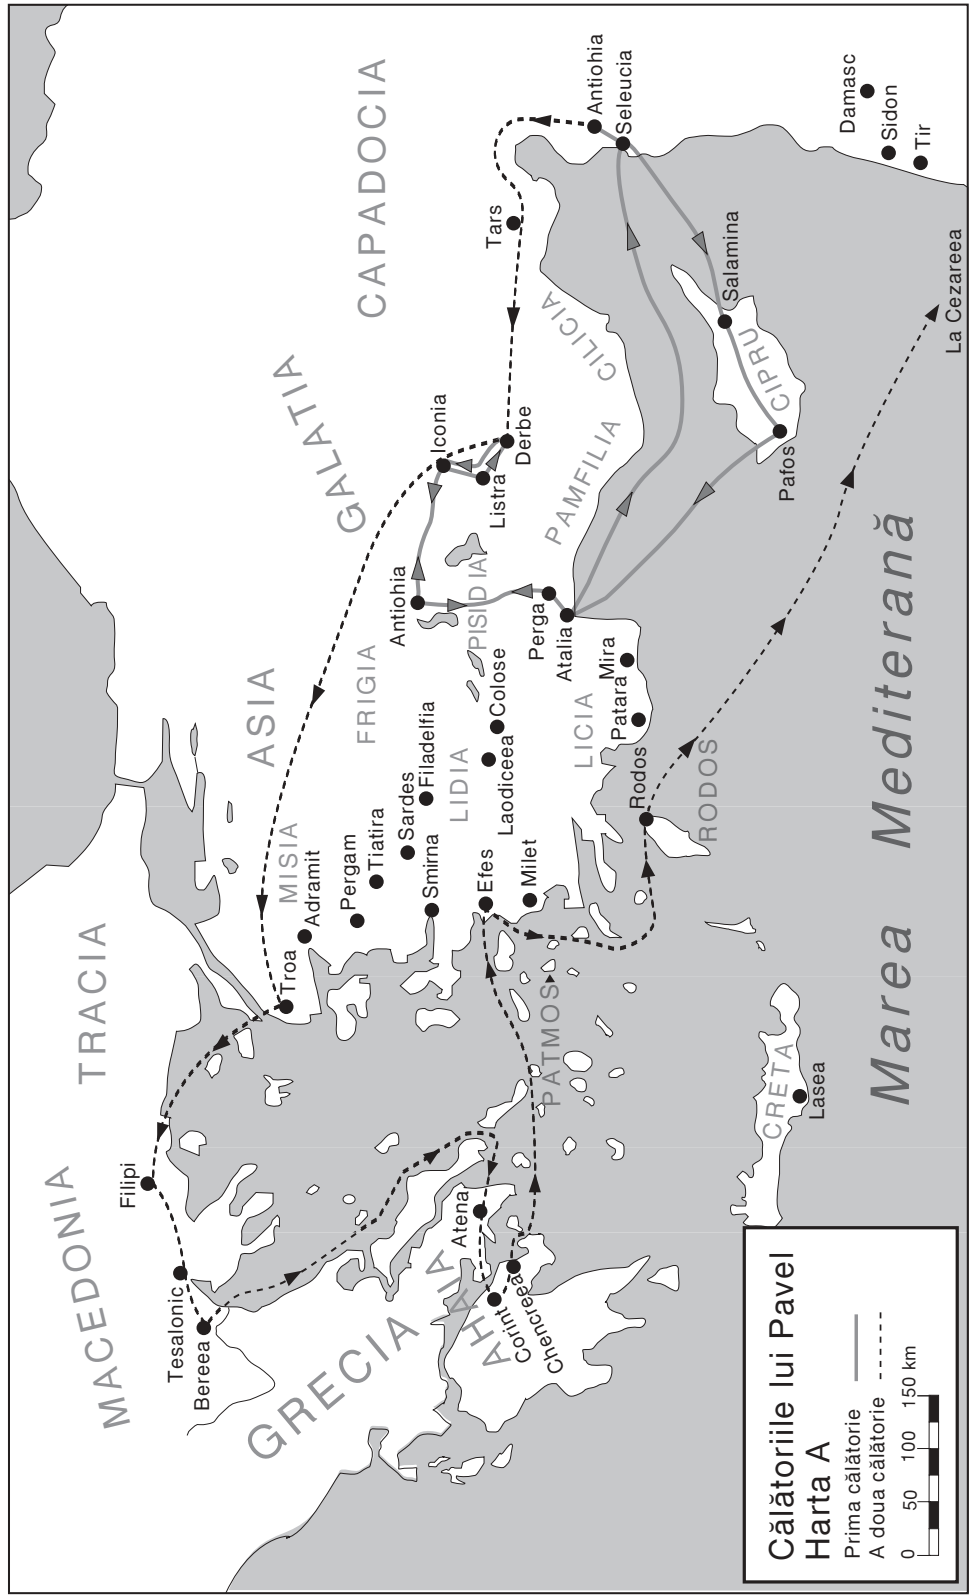 MACEDONIA
TRACIA
GRECIA
AHAIA
ASIA
MISIA
FRIGIA
LIDIA
LICIA
PISIDIA
PAMFILIA
CILICIA
GALATIA
CAPADOCIA
CIPRU
RODOS
PATMOS
CRETA
Marea Mediterană
Filipi
Tesalonic
Bereea
Atena
Corint
Chencreea
Troa
Adramit
Pergam
Tiatira
Sardes
Filadelfia
Smirna
Efes
Milet
Laodiceea
Colose
Antiohia
Iconia
Listra
Derbe
Perga
Atalia
Mira
Patara
Rodos
Lasea
Tars
Antiohia
Seleucia
Salamina
Pafos
Damasc
Sidon
Tir
La Cezareea
Călătoriile lui Pavel
Harta A
Prima călătorie
A doua călătorie
0 50 100 150 km